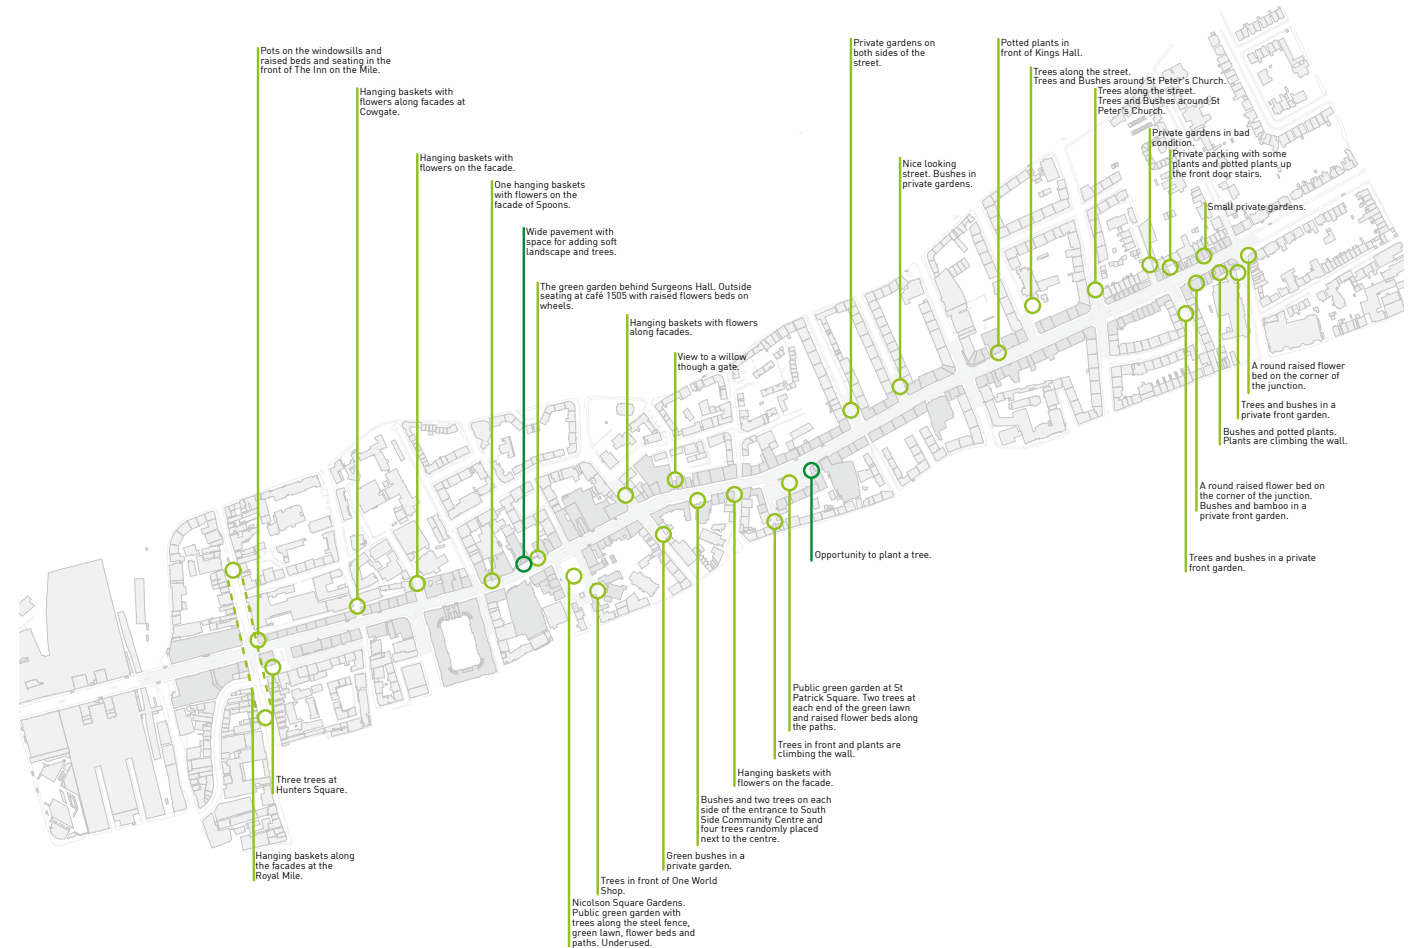 Pots on the windowsills and
raised beds and seating in the
front of The Inn on the Mile.
Hanging baskets with
flowers along facades at
Cowgate.
Hanging baskets with
flowers on the facade.
One hanging baskets
with flowers on the
facade of Spoons.
Wide pavement with
space for adding soft
landscape and trees.
The green garden behind Surgeons Hall. Outside
seating at café 1505 with raised flowers beds on
wheels.
Hanging baskets with flowers
along facades.
View to a willow
though a gate.
Private gardens on
both sides of the
street.
Nice looking
street. Bushes in
private gardens.
Potted plants in
front of Kings Hall.
Trees along the street.
Trees and Bushes around St Peter's Church.
Trees along the street.
Trees and Bushes around St
Peter's Church.
Private gardens in bad
condition.
Private parking with some
plants and potted plants up
the front door stairs.
Small private gardens.
A round raised flower
bed on the corner of
the junction.
Trees and bushes in a
private front garden.
Bushes and potted plants.
Plants are climbing the wall.
A round raised flower bed on
the corner of the junction.
Bushes and bamboo in a
private front garden.
Trees and bushes in a private
front garden.
Opportunity to plant a tree.
Public green garden at St
Patrick Square. Two trees at
each end of the green lawn
and raised flower beds along
the paths.
Trees in front and plants are
climbing the wall.
Hanging baskets with
flowers on the facade.
Bushes and two trees on each
side of the entrance to South
Side Community Centre and
four trees randomly placed
next to the centre.
Green bushes in a
private garden.
Trees in front of One World
Shop.
Nicolson Square Gardens.
Public green garden with
trees along the steel fence,
green lawn, flower beds and
paths. Underused.
Three trees at
Hunters Square.
Hanging baskets along
the facades at the
Royal Mile.